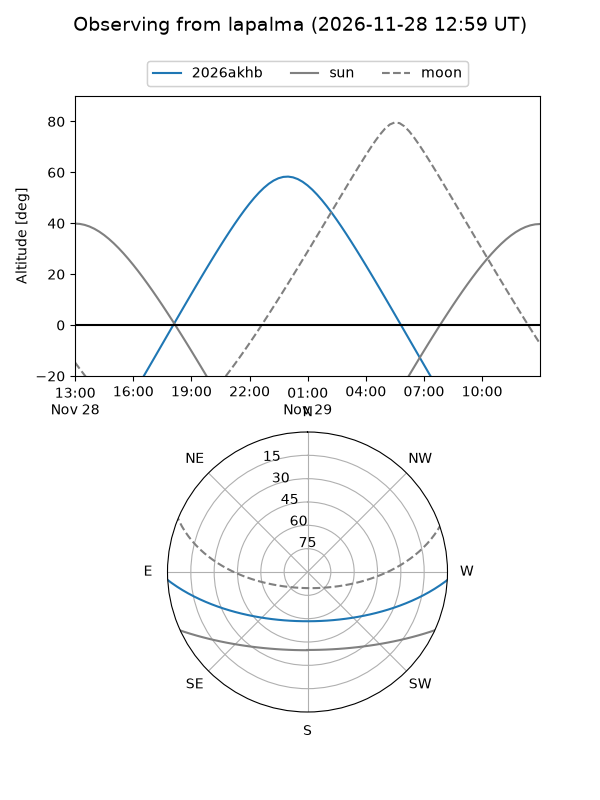 Observing from lapalma (2026-11-28 12:59 UT)
2026akhb sun moon
Altitude [deg]
80
60
40
20
0
−20
13:00 16:00 19:00 22:00 01:00 04:00 07:00 10:00
Nov 28 Nov 29
N
NE NW
15
30
45
60
75
E W
SE SW
S